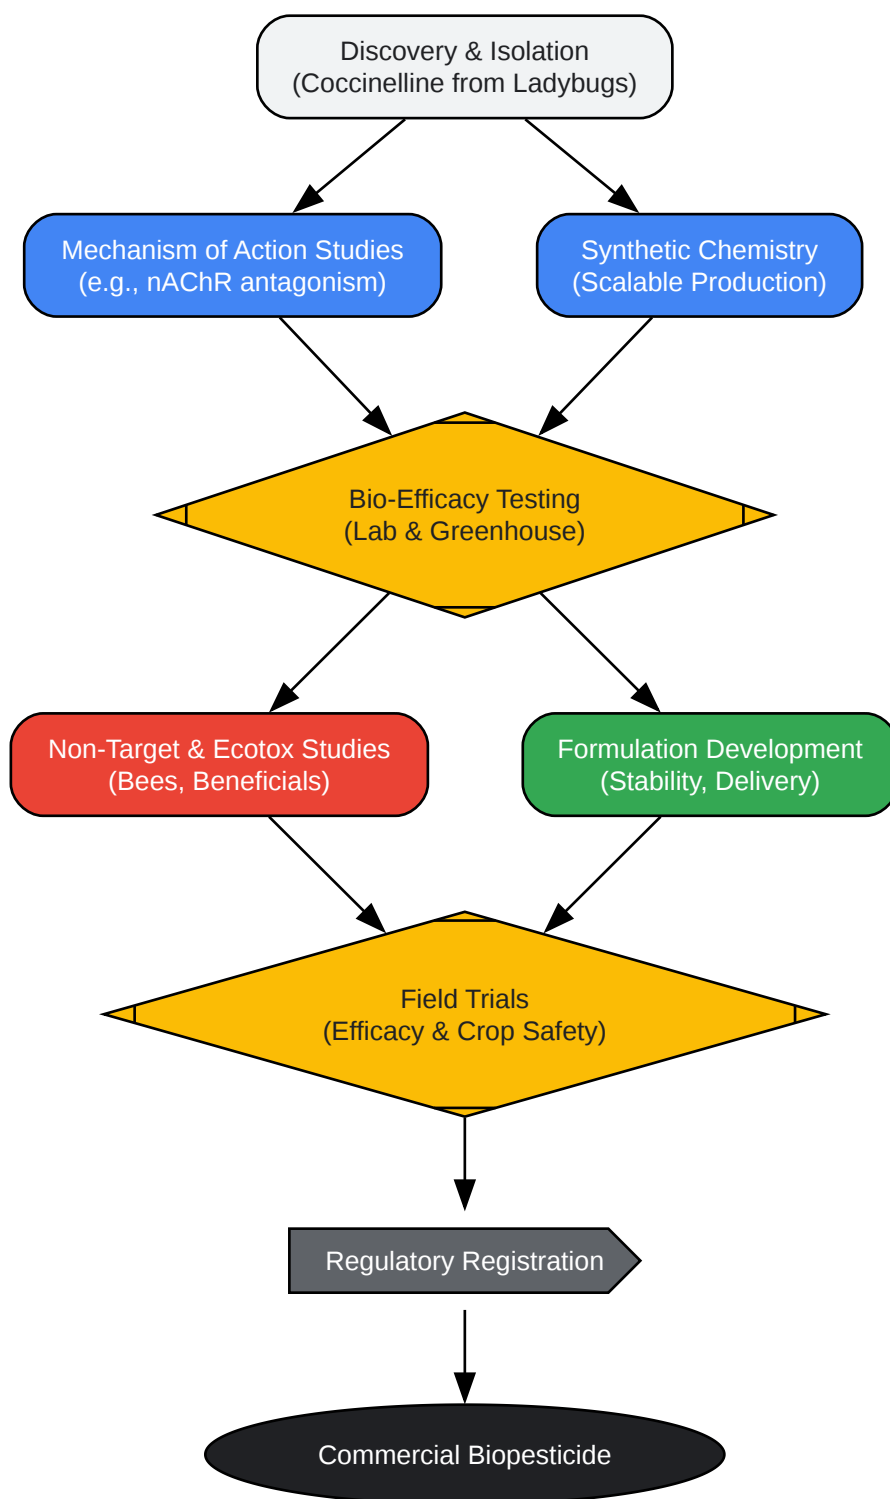 Discovery & Isolation
(Coccinelline from Ladybugs)
Mechanism of Action Studies
(e.g., nAChR antagonism)
Synthetic Chemistry
(Scalable Production)
Bio-Efficacy Testing
(Lab & Greenhouse)
Non-Target & Ecotox Studies
(Bees, Beneficials)
Formulation Development
(Stability, Delivery)
Field Trials
(Efficacy & Crop Safety)
Regulatory Registration
Commercial Biopesticide